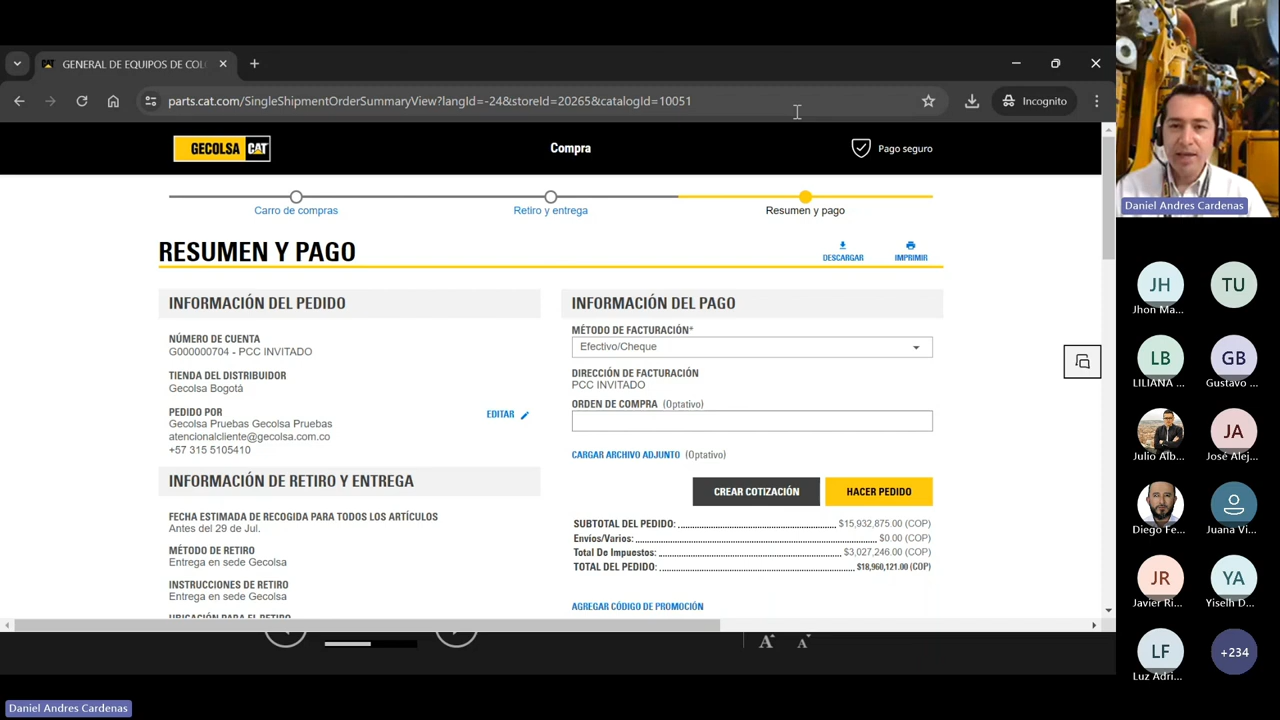 GENERAL DE EQUIPOS DE COL
parts.cat.com/SingleShipmentOrderSummaryView?langId=-24&storeId=20265&catalogId=10051
Incognito
GECOLSA CAT
Compra
Pago seguro
Carro de compras
Retiro y entrega
Resumen y pago
RESUMEN Y PAGO
DESCARGAR
IMPRIMIR
INFORMACIÓN DEL PEDIDO
NÚMERO DE CUENTA
G000000704 - PCC INVITADO
TIENDA DEL DISTRIBUIDOR
Gecolsa Bogotá
PEDIDO POR
Gecolsa Pruebas Gecolsa Pruebas
atencionalcliente@gecolsa.com.co
+57 315 5105410
EDITAR
INFORMACIÓN DE RETIRO Y ENTREGA
FECHA ESTIMADA DE RECOGIDA PARA TODOS LOS ARTÍCULOS
Antes del 29 de Jul.
MÉTODO DE RETIRO
Entrega en sede Gecolsa
INSTRUCCIONES DE RETIRO
Entrega en sede Gecolsa
UBICACIÓN PARA EL RETIRO
INFORMACIÓN DEL PAGO
MÉTODO DE FACTURACIÓN*
Efectivo/Cheque
DIRECCIÓN DE FACTURACIÓN
PCC INVITADO
ORDEN DE COMPRA (Optativo)
CARGAR ARCHIVO ADJUNTO (Optativo)
CREAR COTIZACIÓN
HACER PEDIDO
SUBTOTAL DEL PEDIDO: $15,932,875.00 (COP)
Envíos/Varios: $0.00 (COP)
Total De Impuestos: $3,027,246.00 (COP)
TOTAL DEL PEDIDO: $18,960,121.00 (COP)
AGREGAR CÓDIGO DE PROMOCIÓN
A A
Daniel Andres Cardenas
Daniel Andres Cardenas
JH
TU
Jhon Ma...
LB
GB
LILIANA ...
Gustavo ...
JA
Julio Alb...
José Alej...
Diego Fe...
Juana Vi...
JR
YA
Javier Ri...
Yiselh D...
LF
+234
Luz Adri...